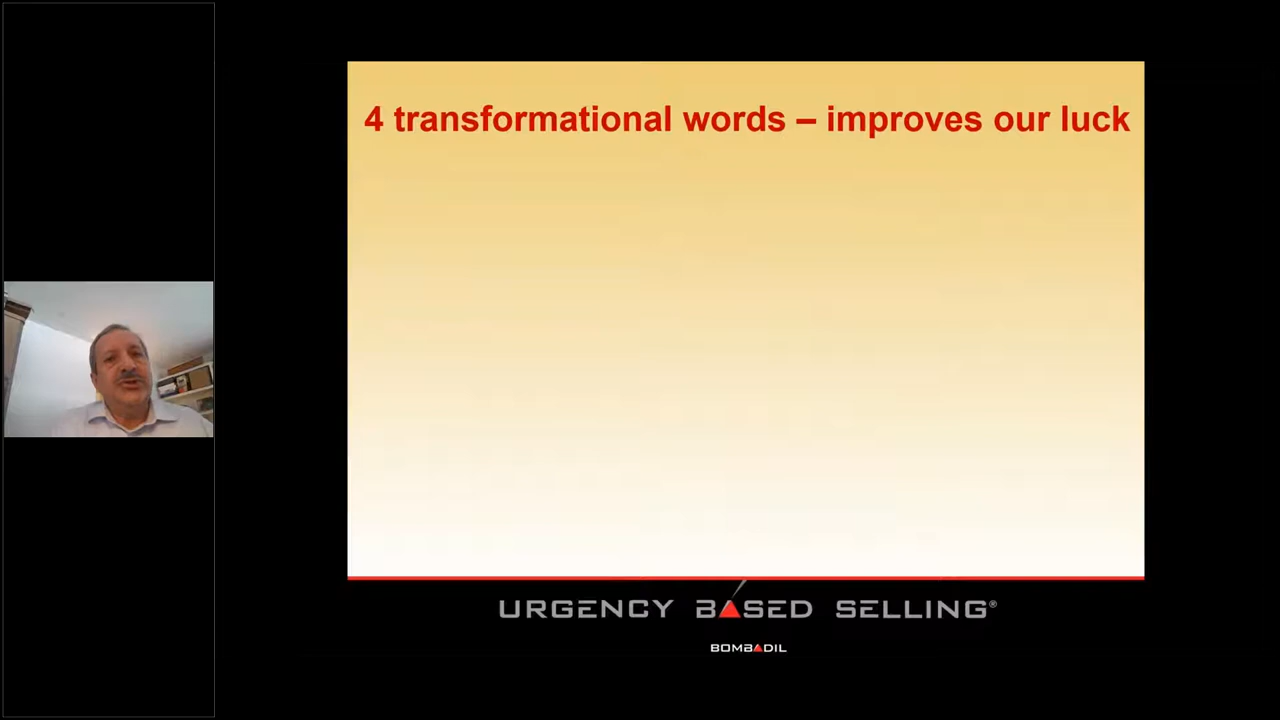 4 transformational words – improves our luck
URGENCY BASED SELLING®
BOMBADIL